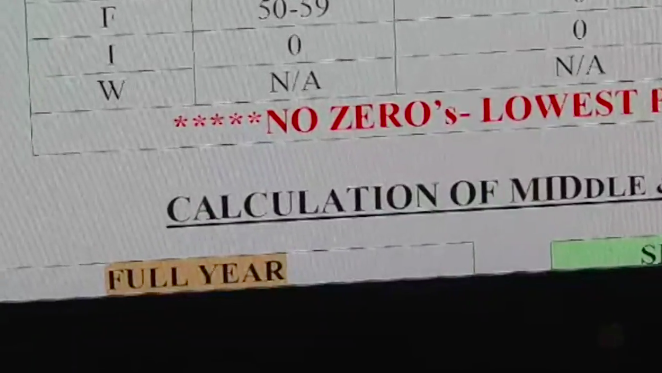 F 50-59
I 0 0
W N/A N/A
*****NO ZERO's- LOWEST
CALCULATION OF MIDDLE
FULL YEAR